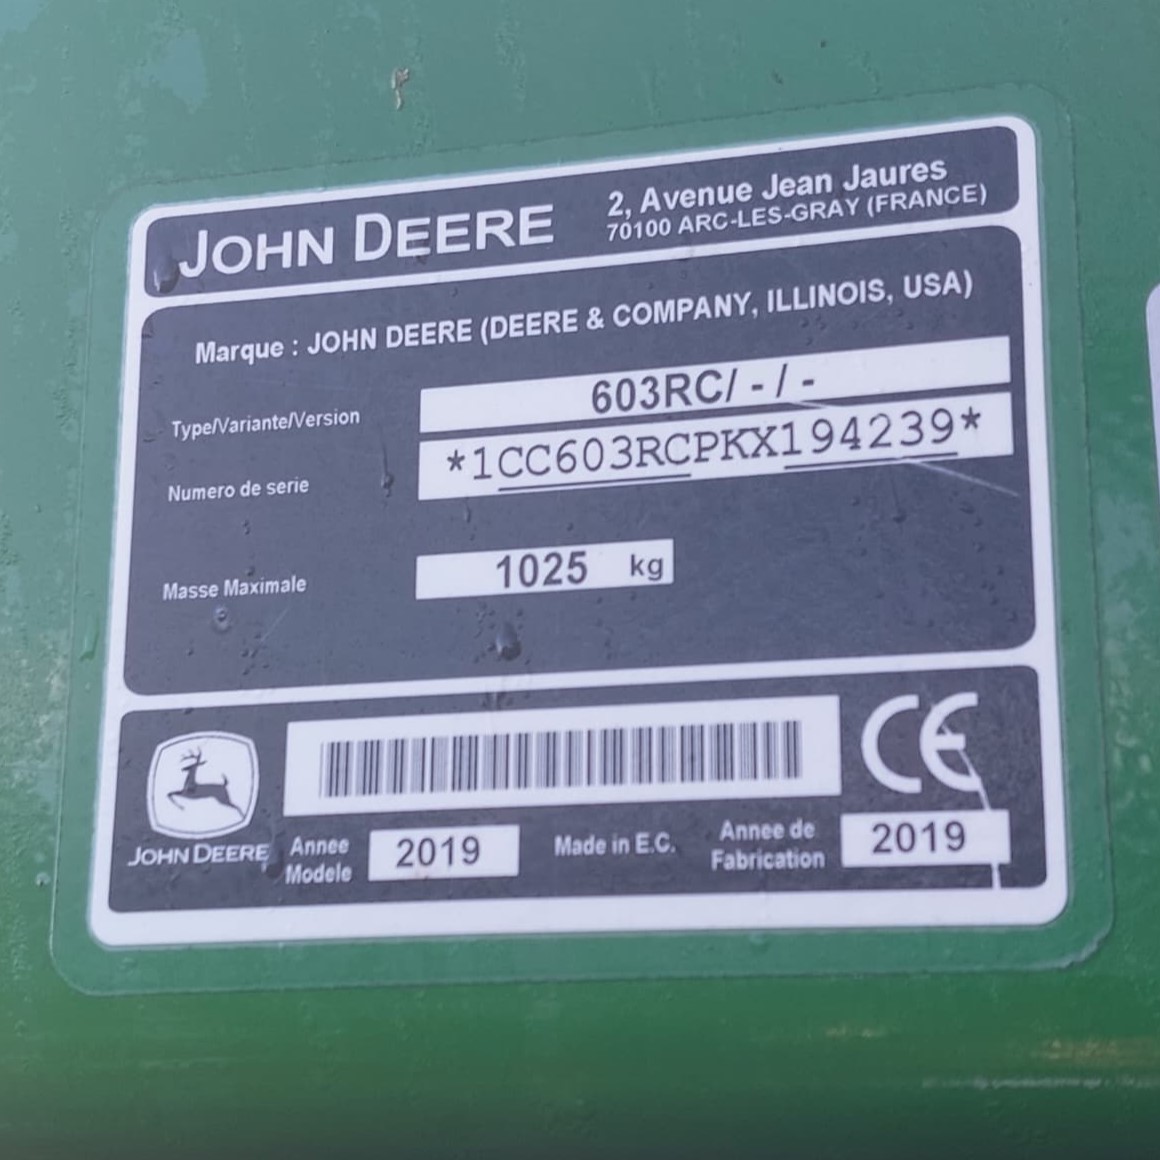 JOHN DEERE
2, Avenue Jean Jaures
70100 ARC-LES-GRAY (FRANCE)
Marque : JOHN DEERE (DEERE & COMPANY, ILLINOIS, USA)
Type/Variante/Version 603RC/ - / -
Numero de serie *1CC603RCPKX194239*
Masse Maximale 1025 kg
CE
JOHN DEERE
Annee Modele 2019
Made in E.C.
Annee de Fabrication 2019